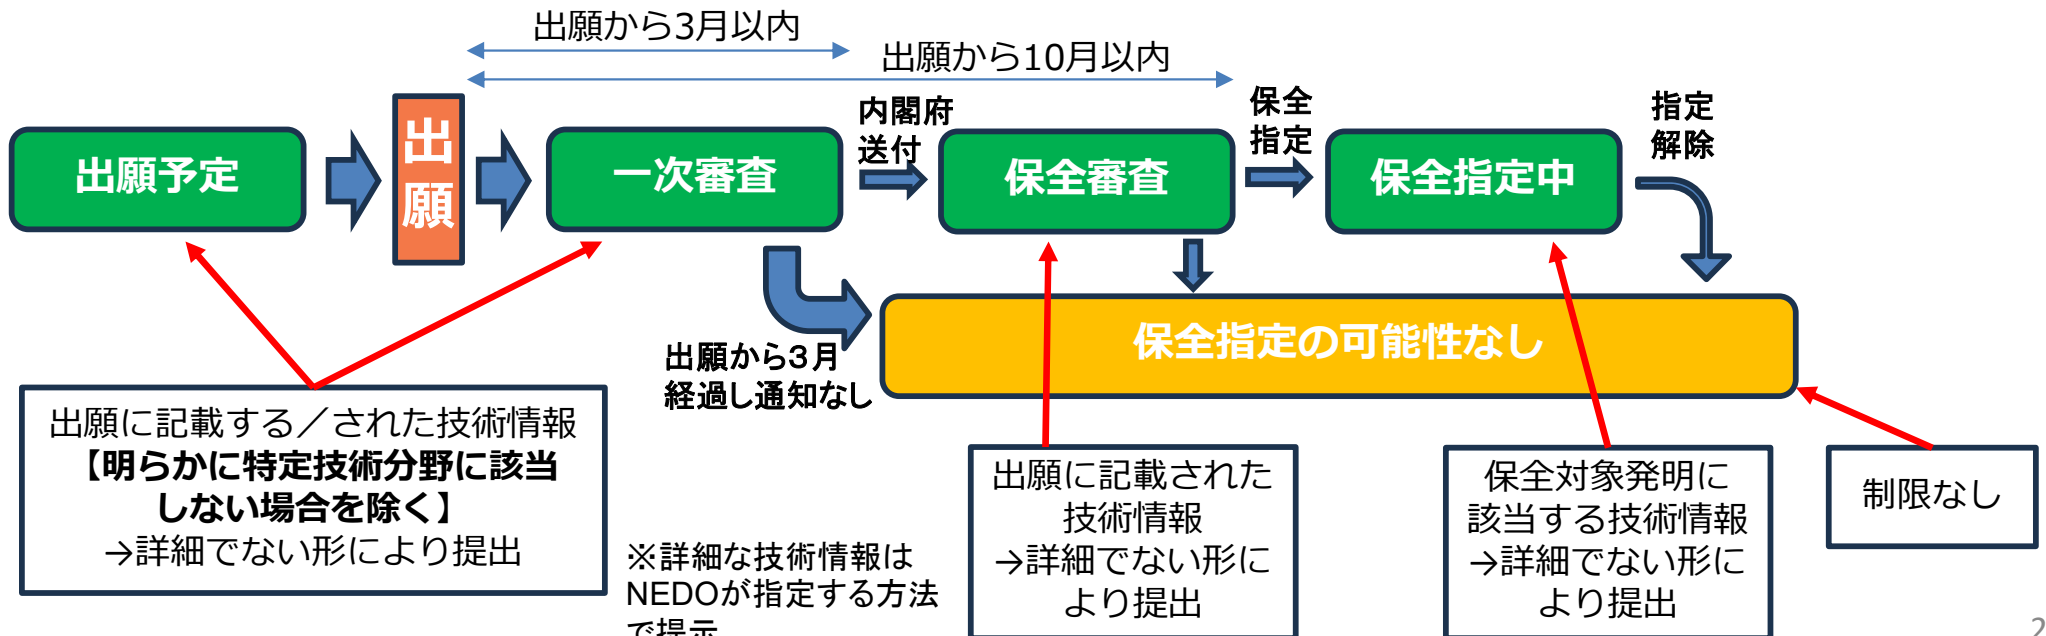 出願から3月以内
出願から10月以内
出願予定
出
願
一次審査
内閣府
送付
保全審査
保全
指定
保全指定中
指定
解除
出願から3月
経過し通知なし
保全指定の可能性なし
出願に記載する／された技術情報
【明らかに特定技術分野に該当
しない場合を除く】
→詳細でない形により提出
※詳細な技術情報は
NEDOが指定する方法
で提示
出願に記載された
技術情報
→詳細でない形に
より提出
保全対象発明に
該当する技術情報
→詳細でない形に
より提出
制限なし
2